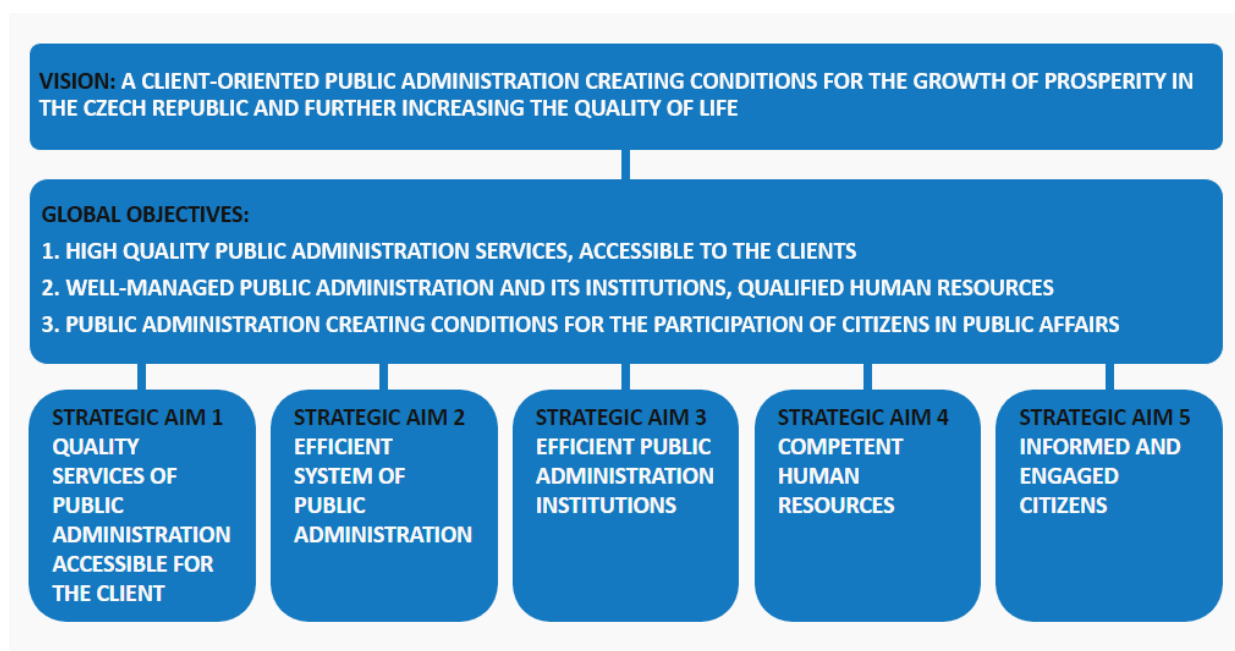 VISION: A CLIENT-ORIENTED PUBLIC ADMINISTRATION CREATING CONDITIONS FOR THE GROWTH OF PROSPERITY IN
THE CZECH REPUBLIC AND FURTHER INCREASING THE QUALITY OF LIFE
GLOBAL OBJECTIVES:
1. HIGH QUALITY PUBLIC ADMINISTRATION SERVICES, ACCESSIBLE TO THE CLIENTS
2. WELL-MANAGED PUBLIC ADMINISTRATION AND ITS INSTITUTIONS, QUALIFIED HUMAN RESOURCES
3. PUBLIC ADMINISTRATION CREATING CONDITIONS FOR THE PARTICIPATION OF CITIZENS IN PUBLIC AFFAIRS
STRATEGIC AIM 1
QUALITY
SERVICES OF
PUBLIC
ADMINISTRATION
ACCESSIBLE FOR
THE CLIENT
STRATEGIC AIM 2
EFFICIENT
SYSTEM OF
PUBLIC
ADMINISTRATION
STRATEGIC AIM 3
EFFICIENT PUBLIC
ADMINISTRATION
INSTITUTIONS
STRATEGIC AIM 4
COMPETENT
HUMAN
RESOURCES
STRATEGIC AIM 5
INFORMED AND
ENGAGED
CITIZENS